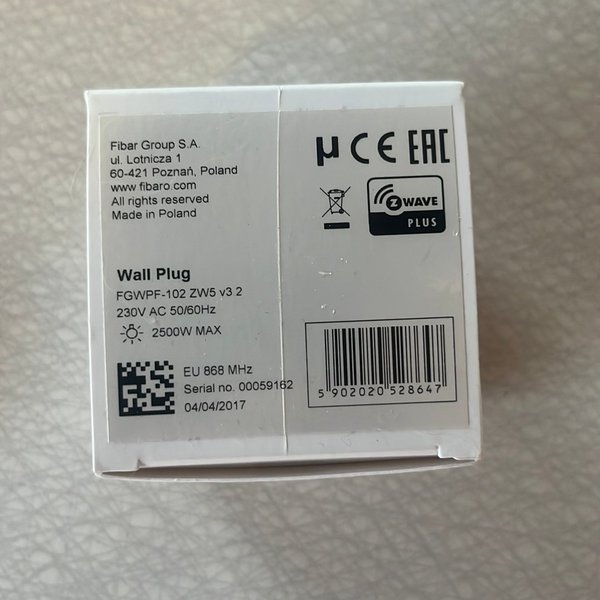 Fibar Group S.A.
ul. Lotnicza 1
60-421 Poznań, Poland
www.fibaro.com
All rights reserved
Made in Poland
µ CE EAC
Z WAVE
PLUS
Wall Plug
FGWPF-102 ZW5 v3.2
230V AC 50/60Hz
2500W MAX
EU 868 MHz
Serial no. 00059162
04/04/2017
5 902020 528647